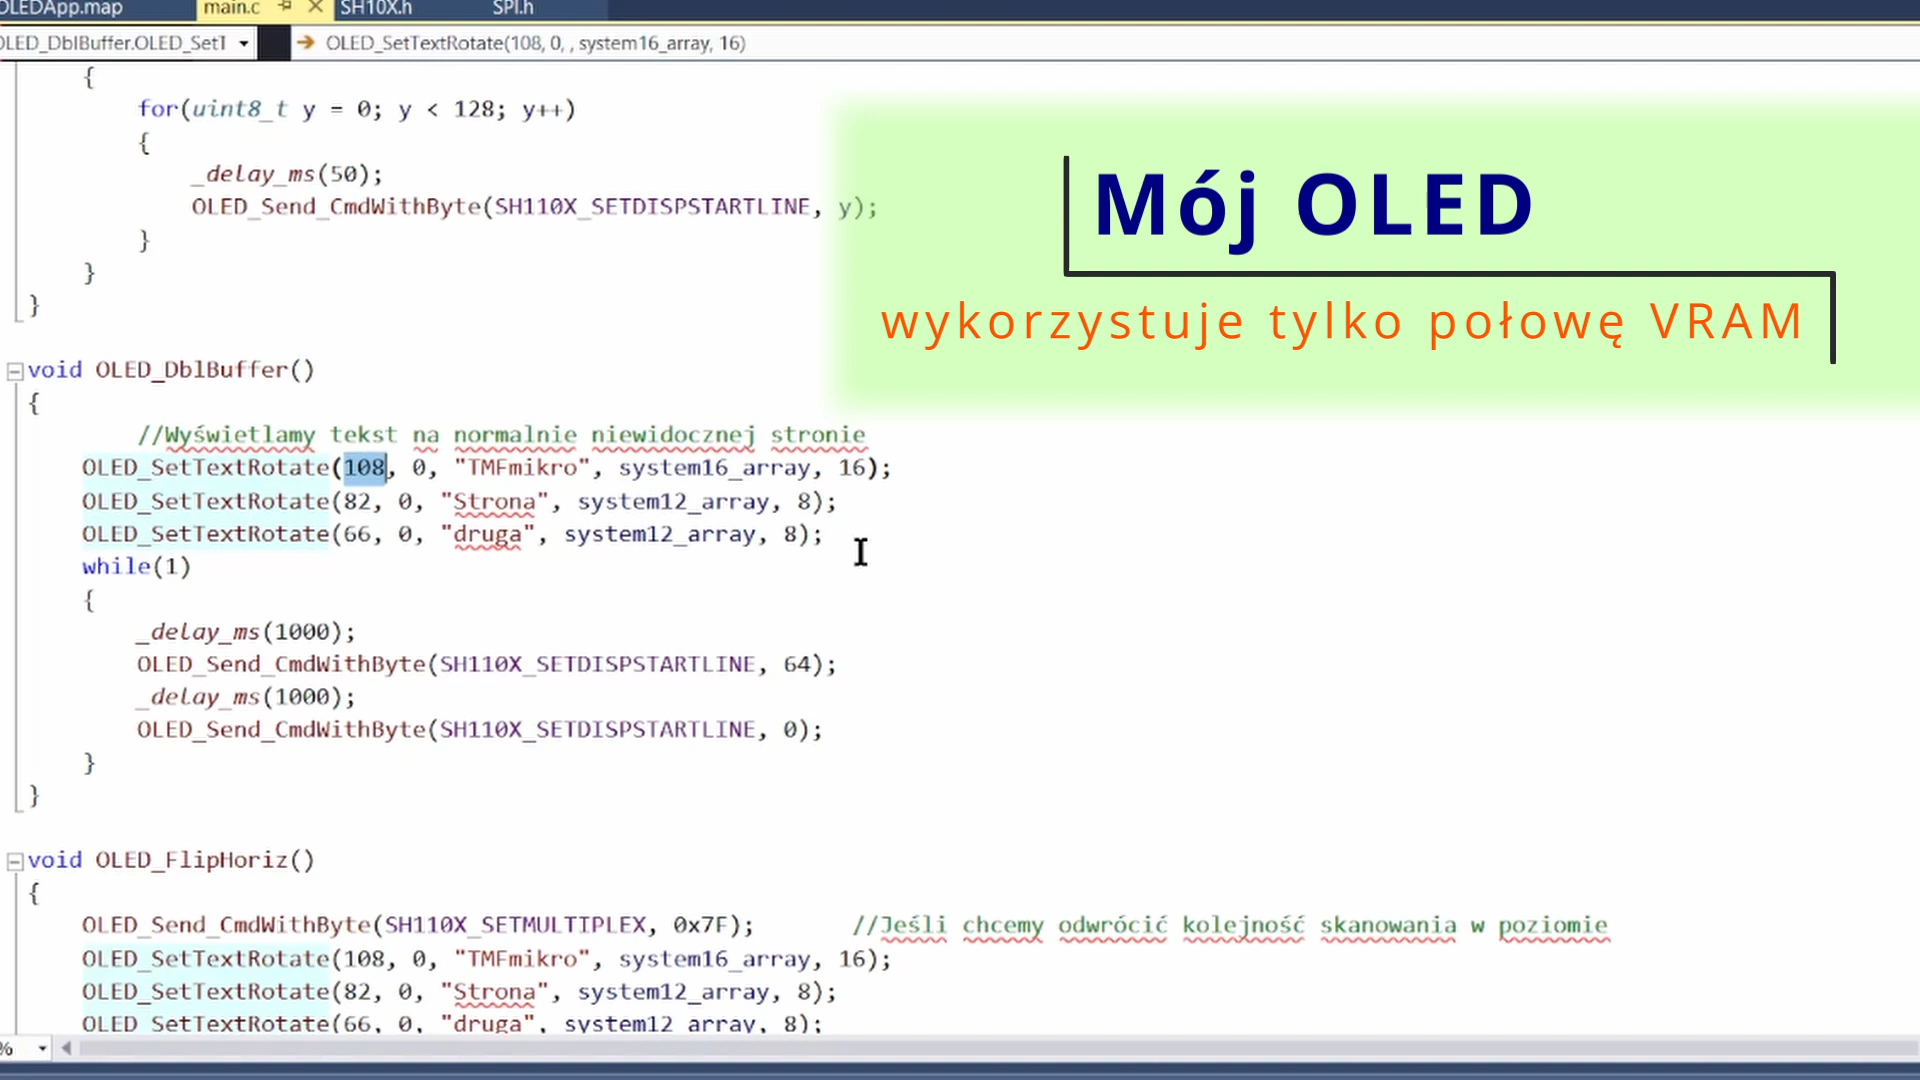 OLEDApp.map main.c SH10X.h SPI.h
OLED_DblBuffer.OLED_SetT OLED_SetTextRotate(108, 0, , system16_array, 16)
{
for(uint8_t y = 0; y < 128; y++)
{
_delay_ms(50);
OLED_Send_CmdWithByte(SH110X_SETDISPSTARTLINE, y);
}
}
}
Mój OLED
wykorzystuje tylko połowę VRAM
void OLED_DblBuffer()
{
//Wyświetlamy tekst na normalnie niewidocznej stronie
OLED_SetTextRotate(108, 0, "TMFmikro", system16_array, 16);
OLED_SetTextRotate(82, 0, "Strona", system12_array, 8);
OLED_SetTextRotate(66, 0, "druga", system12_array, 8);
while(1)
{
_delay_ms(1000);
OLED_Send_CmdWithByte(SH110X_SETDISPSTARTLINE, 64);
_delay_ms(1000);
OLED_Send_CmdWithByte(SH110X_SETDISPSTARTLINE, 0);
}
}
void OLED_FlipHoriz()
{
OLED_Send_CmdWithByte(SH110X_SETMULTIPLEX, 0x7F); //Jeśli chcemy odwrócić kolejność skanowania w poziomie
OLED_SetTextRotate(108, 0, "TMFmikro", system16_array, 16);
OLED_SetTextRotate(82, 0, "Strona", system12_array, 8);
OLED_SetTextRotate(66, 0, "druga", system12_array, 8);
%